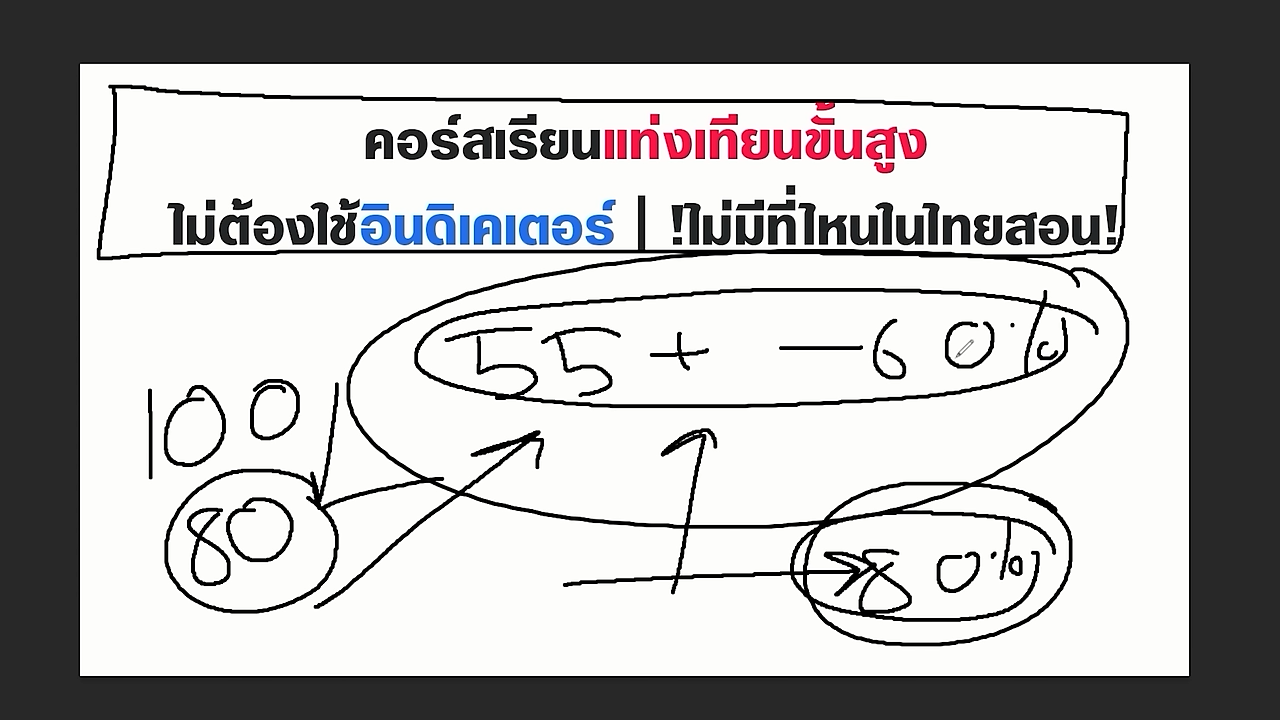 คอร์สเรียนแท่งเทียนขั้นสูง
ไม่ต้องใช้อินดิเคเตอร์ | !ไม่มีที่ไหนในไทยสอน!
55 + — 60%
100
80
80%